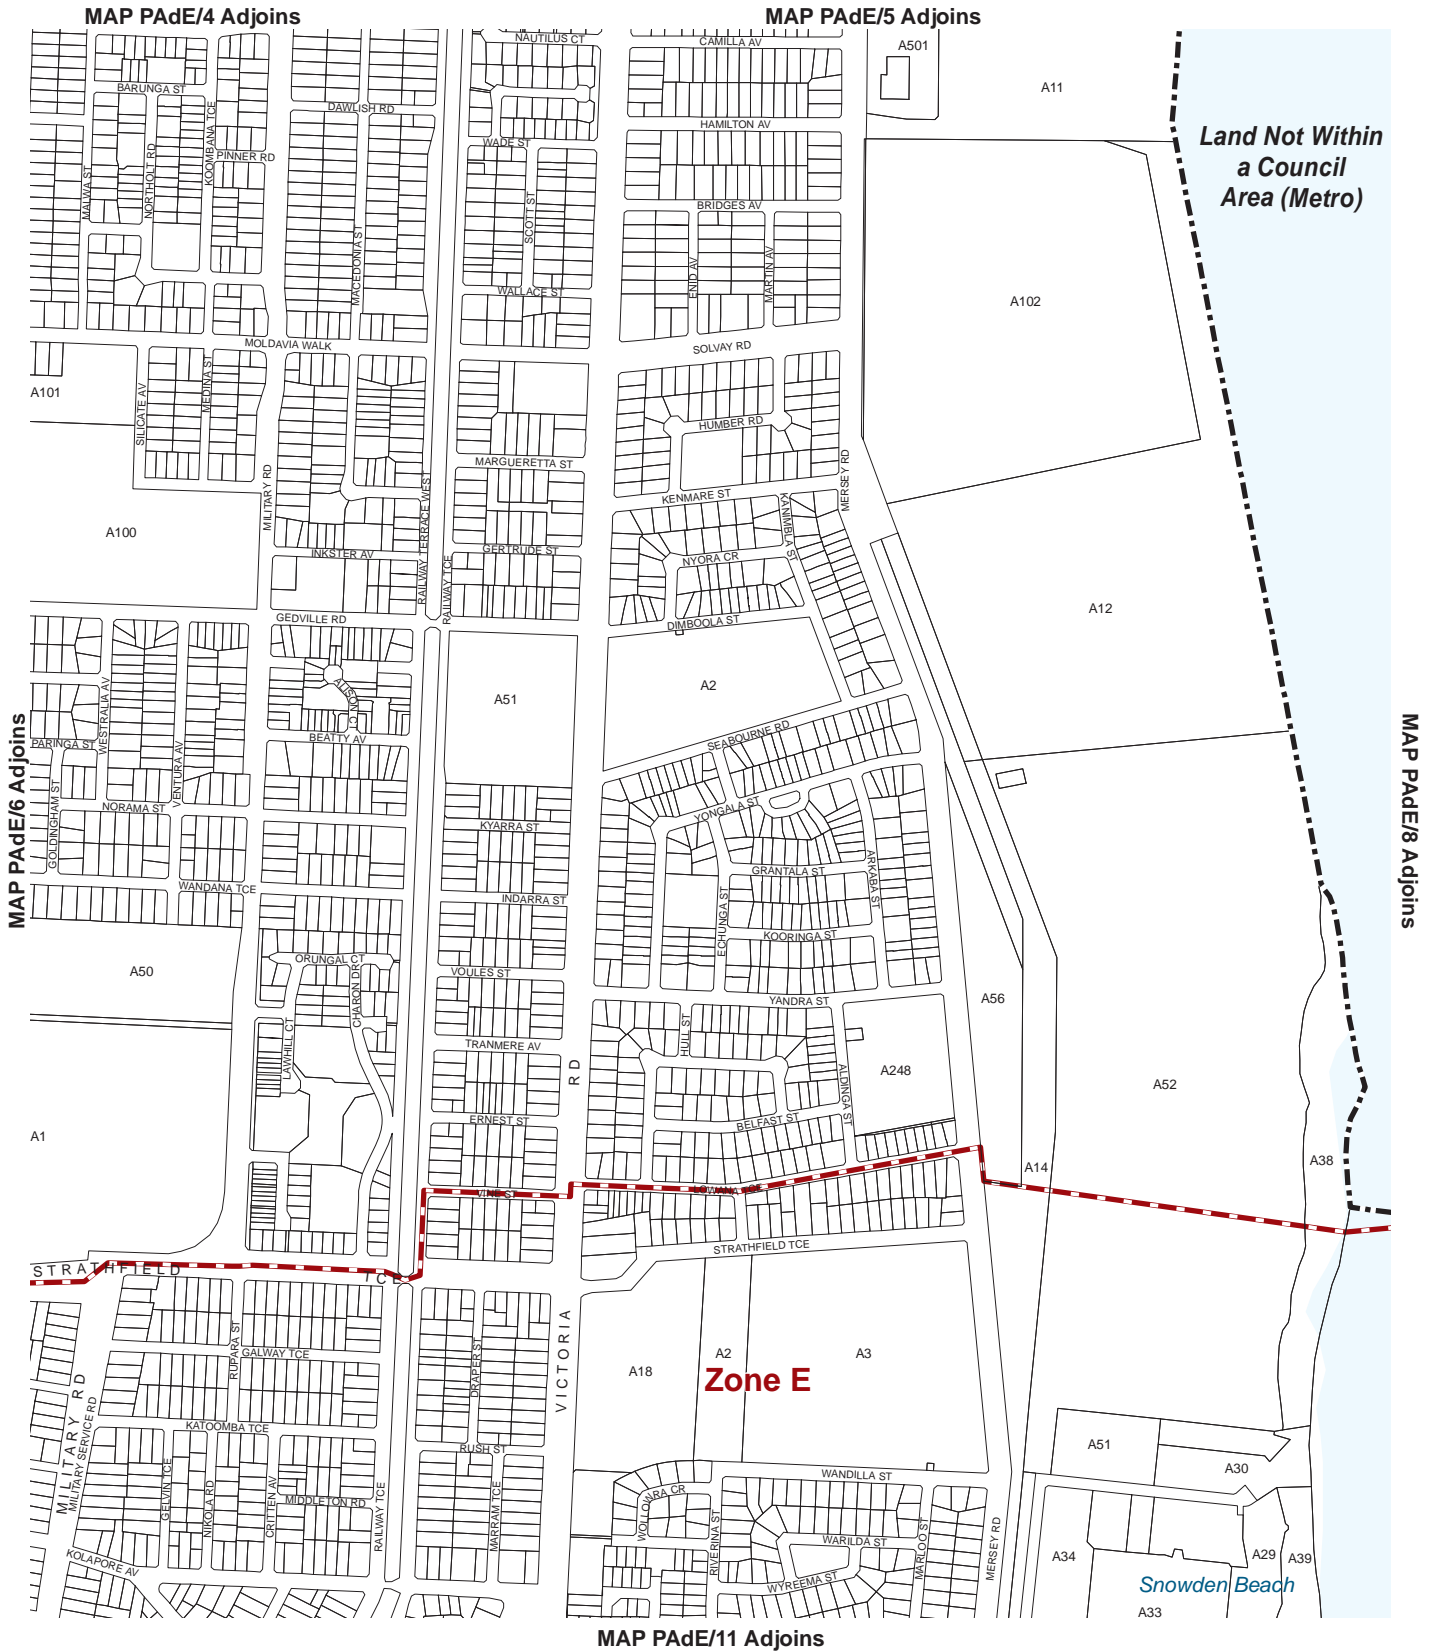 MAP PAdE/4 Adjoins
MAP PAdE/5 Adjoins
NAUTILUS CT
CAMILLA AV
A501
A11
BARUNGA ST
DAWLISH RD
HAMILTON AV
Land Not Within
a Council
Area (Metro)
KOOMBANA TCE
WADE ST
PINNER RD
MALWA ST
NORTHOLT RD
BRIDGES AV
SCOTT ST
MACEDONIA ST
ENID AV
MARTIN AV
WALLACE ST
A102
MOLDAVIA WALK
SOLVAY RD
MEDINA ST
A101
SILICATE AV
HUMBER RD
MARGUERETTA ST
MERSEY RD
MILITARY RD
KENMARE ST
KANIMBLA ST
A100
RAILWAY TERRACE WEST
INKSTER AV
GERTRUDE ST
NYORA CR
RAILWAY TCE
A12
GEDVILLE RD
DIMBOOLA ST
A51
A2
ALISON CT
WESTRALIA AV
PARINGA ST
BEATTY AV
SEABOURNE RD
MAP PAdE/6 Adjoins
MAP PAdE/8 Adjoins
VENTURA AV
GOLDINGHAM ST
NORAMA ST
YONGALA ST
KYARRA ST
GRANTALA ST
ARKABA ST
WANDANA TCE
INDARRA ST
ECHUNGA ST
KOORINGA ST
ORUNGAL CT
CHARON DR
A50
VOULES ST
YANDRA ST
A56
LAWHILL CT
HULL ST
TRANMERE AV
RD
A248
ALDINGA ST
A52
A1
ERNEST ST
BELFAST ST
A14
A38
VINE ST
LOWANA TCE
STRATHFIELD TCE
STRATHFIELD TCE
RUPARA ST
GALWAY TCE
DRAPER ST
VICTORIA
A18
A2
A3
Zone E
MILITARY RD
MILITARY SERVICE RD
KATOOMBA TCE
RUSH ST
A51
A30
WANDILLA ST
GELVIN TCE
NIKOLA RD
CRITTEN AV
MIDDLETON RD
RAILWAY TCE
MARRAM TCE
WOLLOWRA CR
RIVERINA ST
WARILDA ST
MARLOO ST
MERSEY RD
KOLAPORE AV
WYREEMA ST
A34
A29
A39
Snowden Beach
A33
MAP PAdE/11 Adjoins